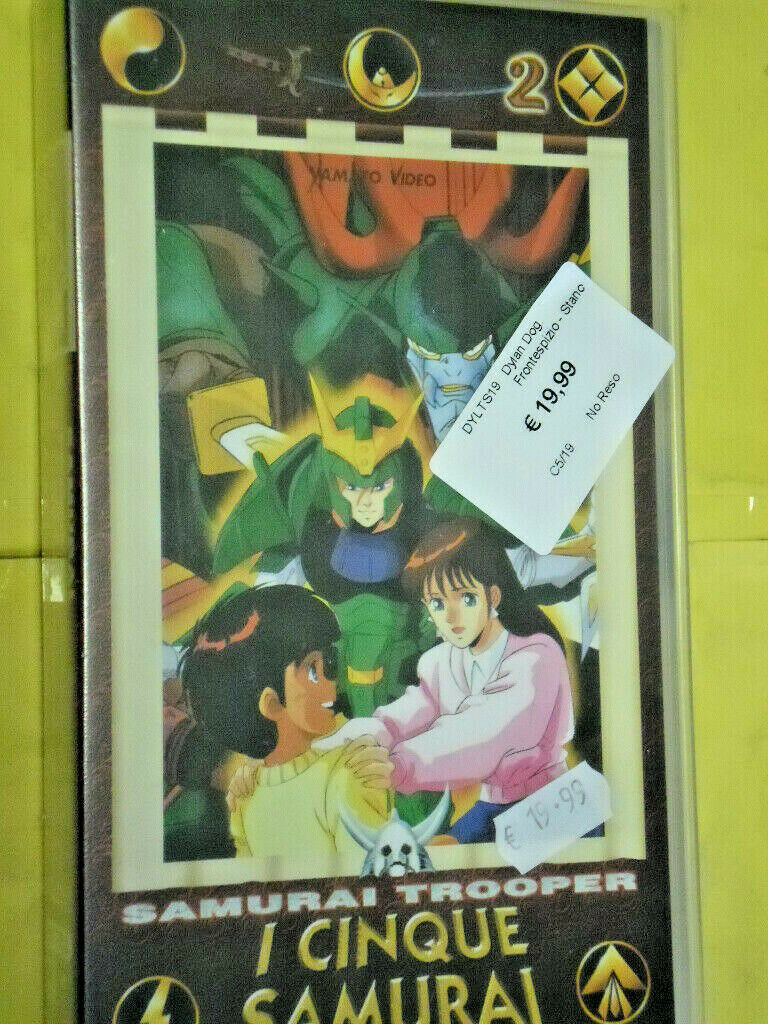 2
YAMATO VIDEO
DYLTS19 Dylan Dog
Frontespizio - Stanc
€ 19,99
C5/19 No Reso
€ 19.99
SAMURAI TROOPER
I CINQUE
SAMURAI